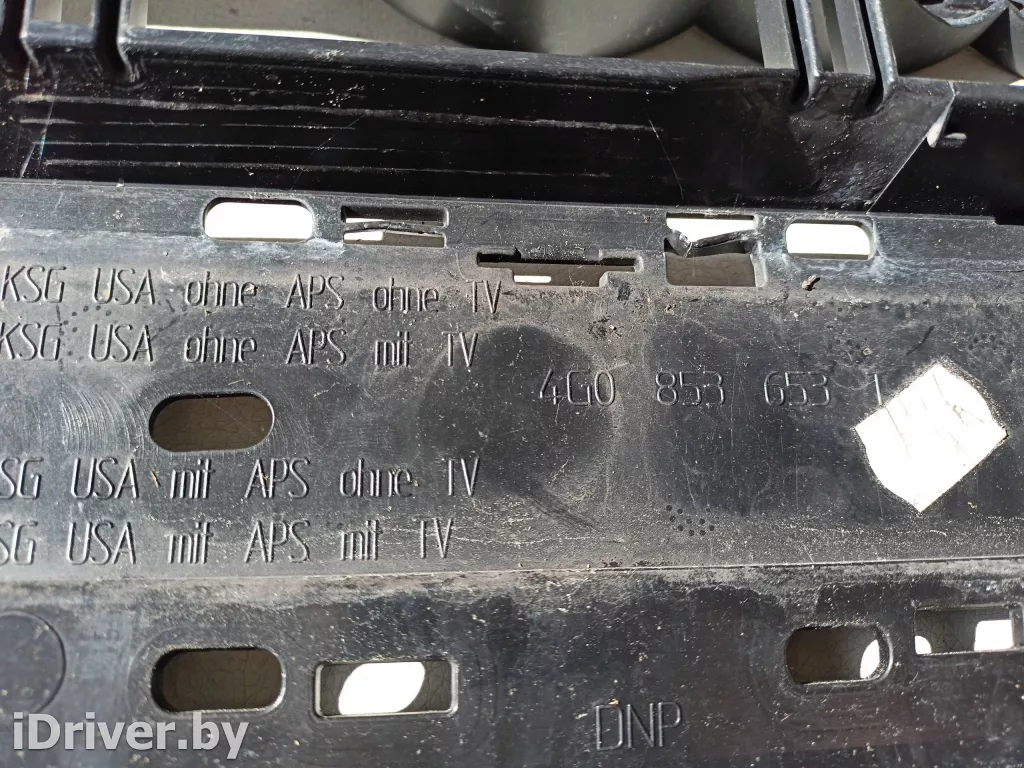 KSG USA ohne APS ohne TV
KSG USA ohne APS mit TV
4G0 853 653
SG USA mit APS ohne TV
SG USA mit APS mit TV
DNP
iDriver.by